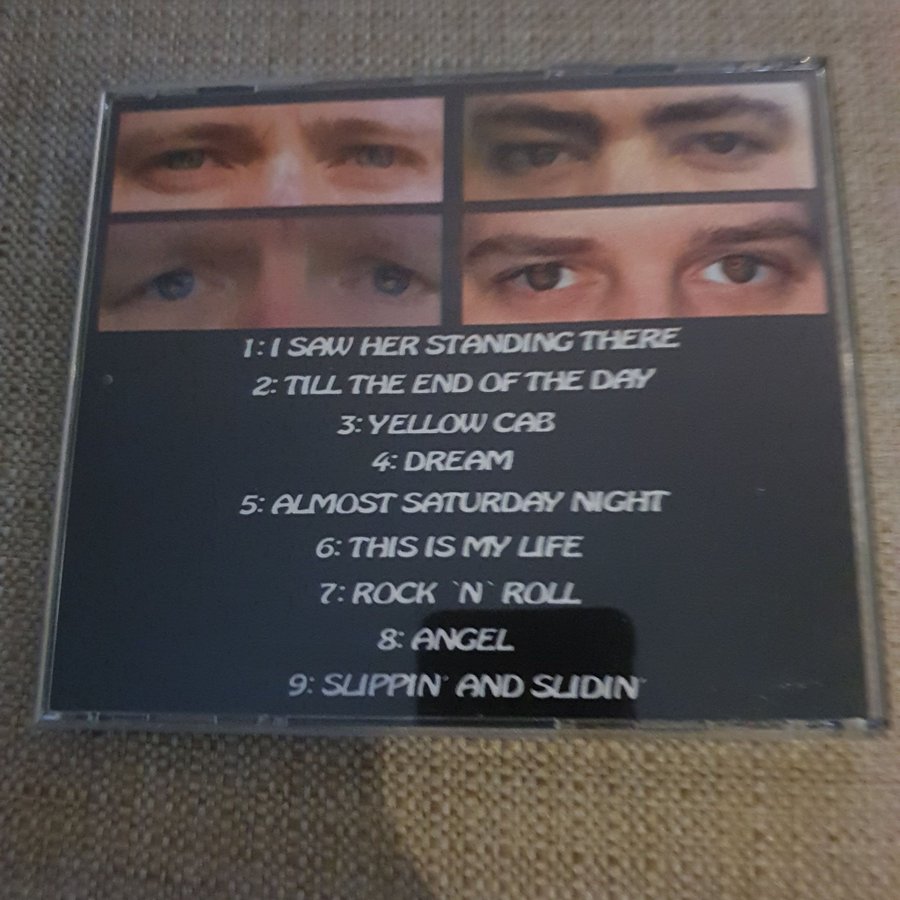 1: I SAW HER STANDING THERE
2: TILL THE END OF THE DAY
3: YELLOW CAB
4: DREAM
5: ALMOST SATURDAY NIGHT
6: THIS IS MY LIFE
7: ROCK `N` ROLL
8: ANGEL
9: SLIPPIN` AND SLIDIN`